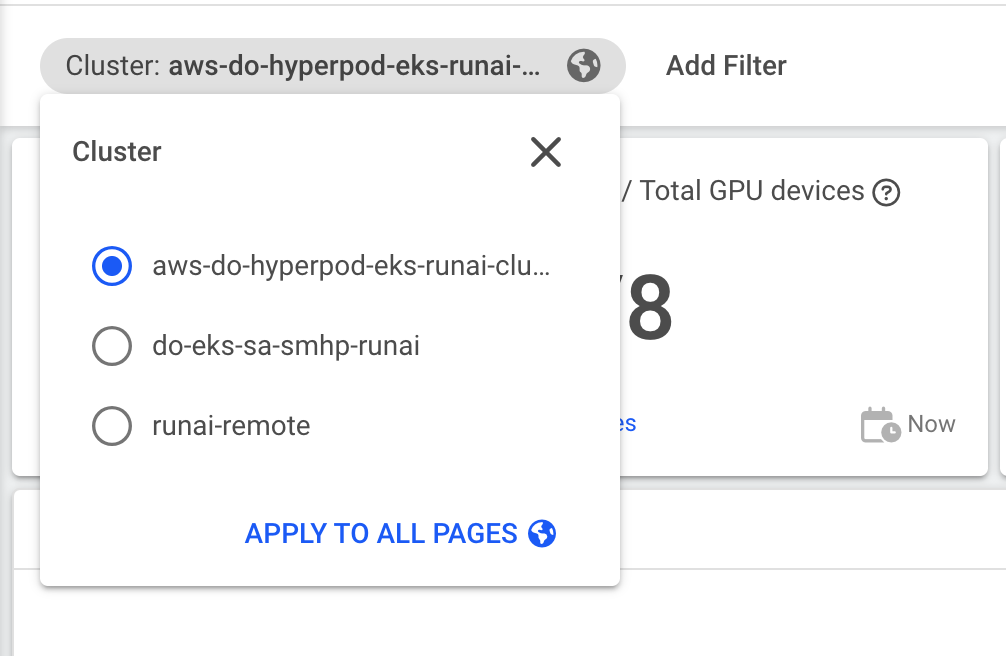 Cluster: aws-do-hyperpod-eks-runai-...
Add Filter
Cluster
/ Total GPU devices
aws-do-hyperpod-eks-runai-clu...
8
do-eks-sa-smhp-runai
runai-remote
es
Now
APPLY TO ALL PAGES